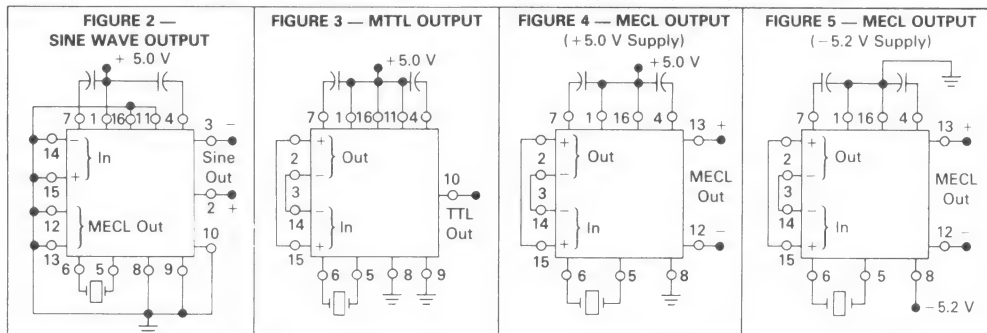 FIGURE 2 —
SINE WAVE OUTPUT
+ 5.0 V
7 1 16 11 4
3 −
−
14
In
Sine
Out
15
+
2 +
12
MECL Out
10
13
6 5 8 9
FIGURE 3 — MTTL OUTPUT
+ 5.0 V
7 1 16 11 4
+
2
Out
−
3
10
−
14
In
TTL
Out
+
15
6 5 8 9
FIGURE 4 — MECL OUTPUT
(+5.0 V Supply)
+5.0 V
7 1 16 4
13 +
+
2
Out
−
3
MECL
Out
−
14
In
12 −
+
15
6 5 8
FIGURE 5 — MECL OUTPUT
(−5.2 V Supply)
7 1 16 4
13 +
+
2
Out
−
3
MECL
Out
−
14
In
12 −
+
15
6 5 8
−5.2 V